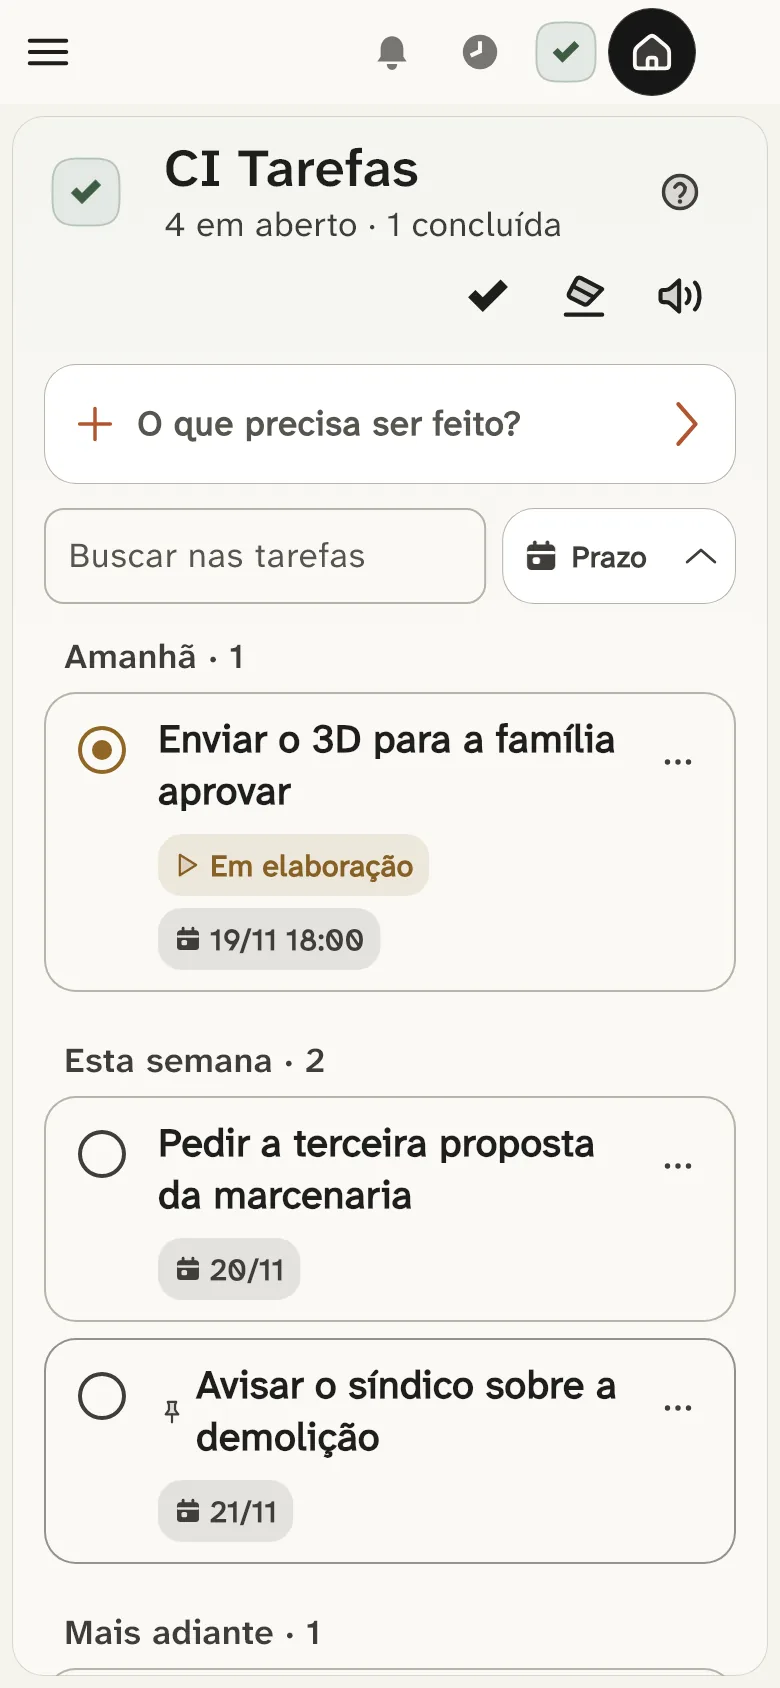 CI Tarefas
4 em aberto · 1 concluída
O que precisa ser feito?
Buscar nas tarefas
Prazo
Amanhã · 1
Enviar o 3D para a família
aprovar
...
Em elaboração
19/11 18:00
Esta semana · 2
Pedir a terceira proposta
da marcenaria
...
20/11
Avisar o síndico sobre a
demolição
...
21/11
Mais adiante · 1